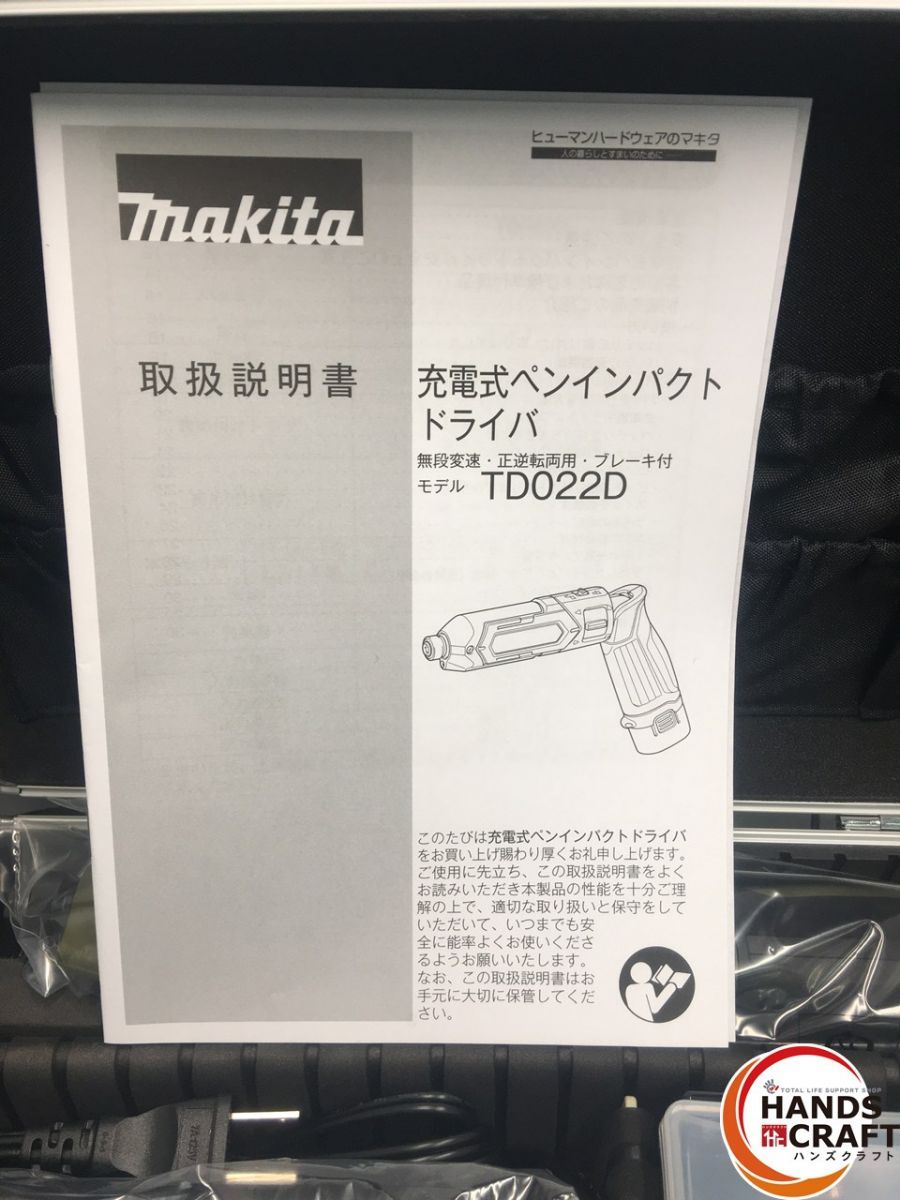 ヒューマンハードウェアのマキタ
人の暮らしとすまいのために
makita
取扱説明書
充電式ペンインパクト
ドライバ
無段変速・正逆転両用・ブレーキ付
モデル TD022D
このたびは充電式ペンインパクトドライバ
をお買い上げ賜わり厚くお礼申し上げます。
ご使用に先立ち、この取扱説明書をよく
お読みいただき本製品の性能を十分ご理
解の上で、適切な取り扱いと保守をして
いただいて、いつまでも安
全に能率よくお使いくださ
るようお願いいたします。
なお、この取扱説明書はお
手元に大切に保管してくだ
さい。
TOTAL LIFE SUPPORT SHOP
HANDS
CRAFT
ハンズクラフト